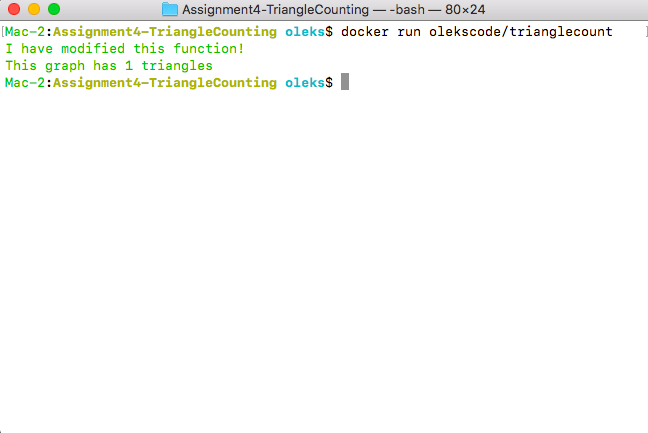 Assignment4-TriangleCounting — -bash — 80×24
[Mac-2:Assignment4-TriangleCounting oleks$ docker run olekscode/trianglecount ]
I have modified this function!
This graph has 1 triangles
Mac-2:Assignment4-TriangleCounting oleks$